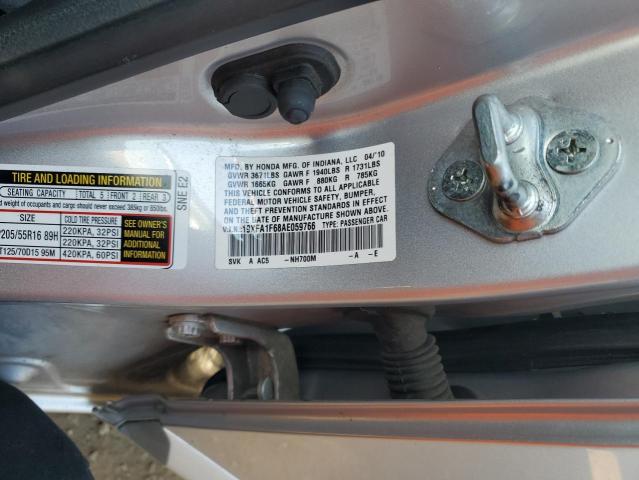 TIRE AND LOADING INFORMATION
SEATING CAPACITY TOTAL 5 FRONT 2 REAR 3
d weight of occupants and cargo should never exceed 385kg or 850lbs.
SIZE COLD TIRE PRESSURE
205/55R16 89H 220KPA, 32PSI
220KPA, 32PSI
T125/70D15 95M 420KPA, 60PSI
SEE OWNER'S
MANUAL FOR
ADDITIONAL
INFORMATION
SNE E2
MFD. BY HONDA MFG. OF INDIANA, LLC 04/10
GVWR 3671LBS GAWR F 1940LBS R 1731LBS
GVWR 1665KG GAWR F 880KG R 785KG
THIS VEHICLE CONFORMS TO ALL APPLICABLE
FEDERAL MOTOR VEHICLE SAFETY, BUMPER,
AND THEFT PREVENTION STANDARDS IN EFFECT
ON THE DATE OF MANUFACTURE SHOWN ABOVE.
V.I.N.: 19XFA1F68AE059766 TYPE: PASSENGER CAR
SVK A AC5 -NH700M -A -E